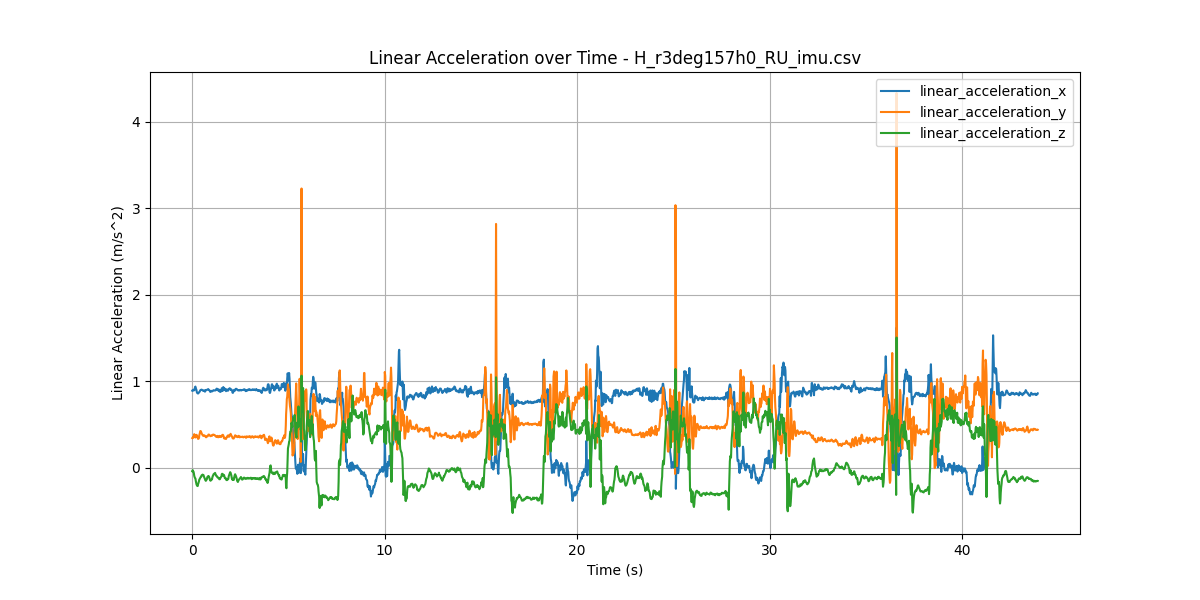 Linear Acceleration over Time - H_r3deg157h0_RU_imu.csv
linear_acceleration_x
linear_acceleration_y
linear_acceleration_z
Linear Acceleration (m/s^2)
4
3
2
1
0
0 10 20 30 40
Time (s)